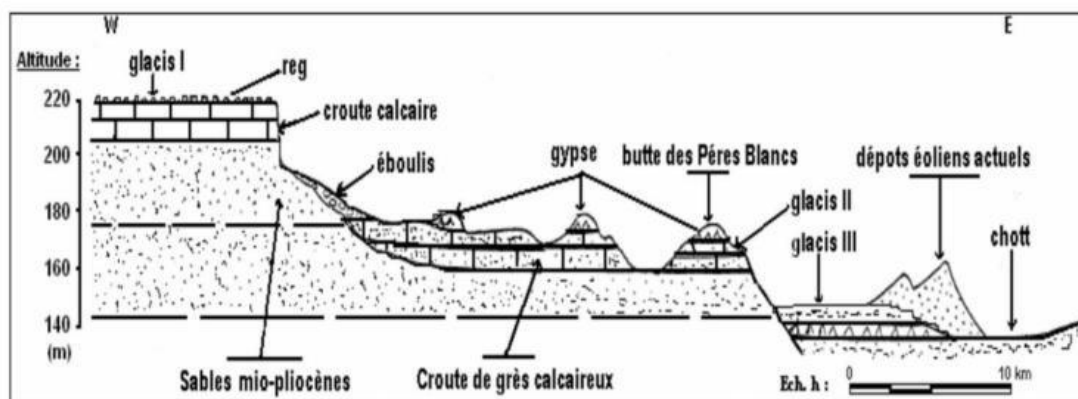 W
E
Altitude :
glacis I
reg
220
croute calcaire
200
éboulis
gypse
butte des Péres Blancs
dépots éoliens actuels
180
glacis II
glacis III
chott
160
140
(m)
Sables mio-pliocènes
Croute de grès calcaireux
Ech. h :
0
10 km